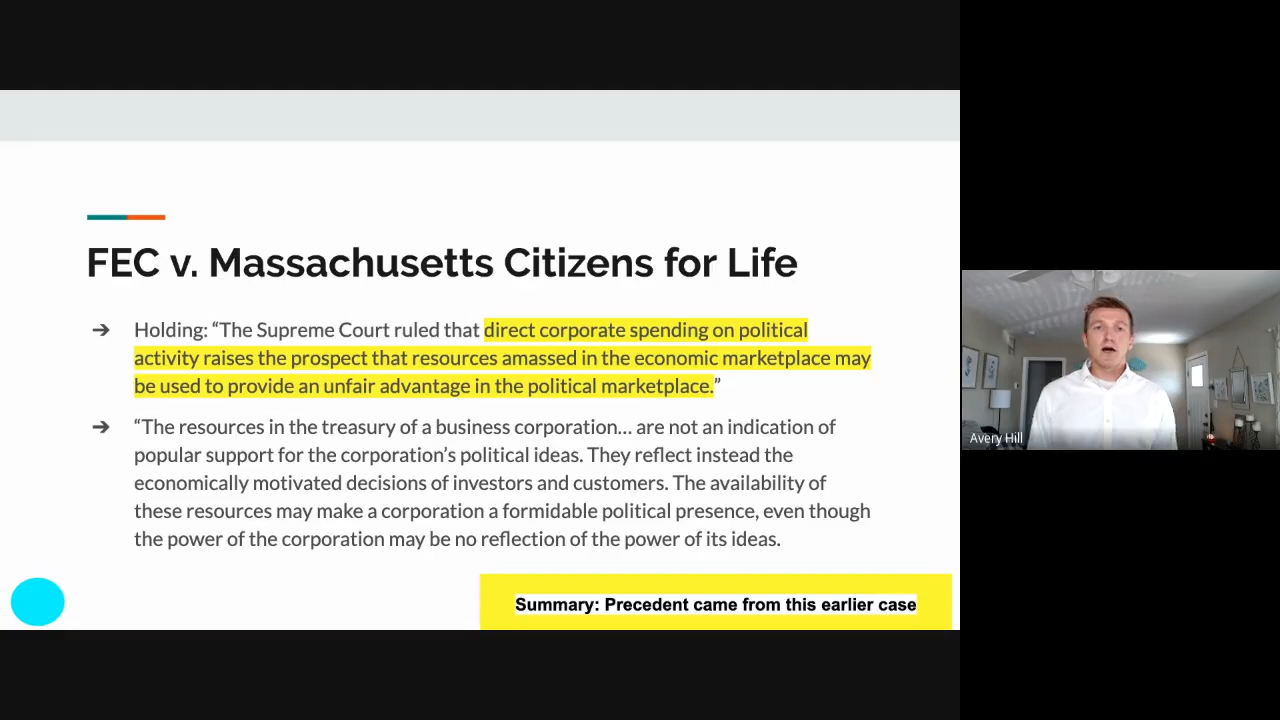 FEC v. Massachusetts Citizens for Life
➔ Holding: “The Supreme Court ruled that direct corporate spending on political
activity raises the prospect that resources amassed in the economic marketplace may
be used to provide an unfair advantage in the political marketplace.”
➔ “The resources in the treasury of a business corporation… are not an indication of
popular support for the corporation’s political ideas. They reflect instead the
economically motivated decisions of investors and customers. The availability of
these resources may make a corporation a formidable political presence, even though
the power of the corporation may be no reflection of the power of its ideas.
Summary: Precedent came from this earlier case
Avery Hill